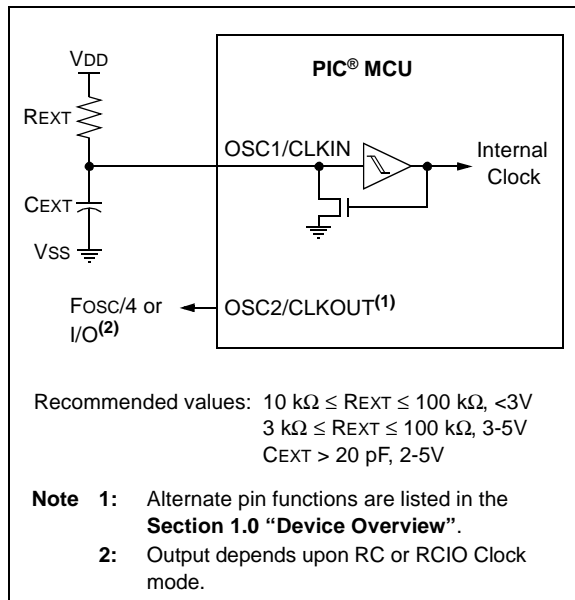 VDD
PIC® MCU
REXT
OSC1/CLKIN
Internal
Clock
CEXT
VSS
FOSC/4 or
I/O(2)
OSC2/CLKOUT(1)
Recommended values: 10 kΩ ≤ REXT ≤ 100 kΩ, <3V
3 kΩ ≤ REXT ≤ 100 kΩ, 3-5V
CEXT > 20 pF, 2-5V
Note 1: Alternate pin functions are listed in the
Section 1.0 “Device Overview”.
2: Output depends upon RC or RCIO Clock
mode.